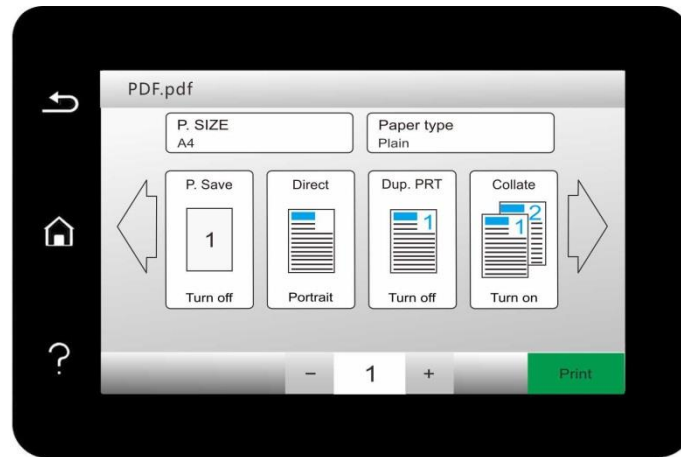 PDF.pdf
P. SIZE
A4
Paper type
Plain
P. Save
1
Turn off
Direct
Portrait
Dup. PRT
1
Turn off
Collate
1
2
Turn on
?
− 1 +
Print